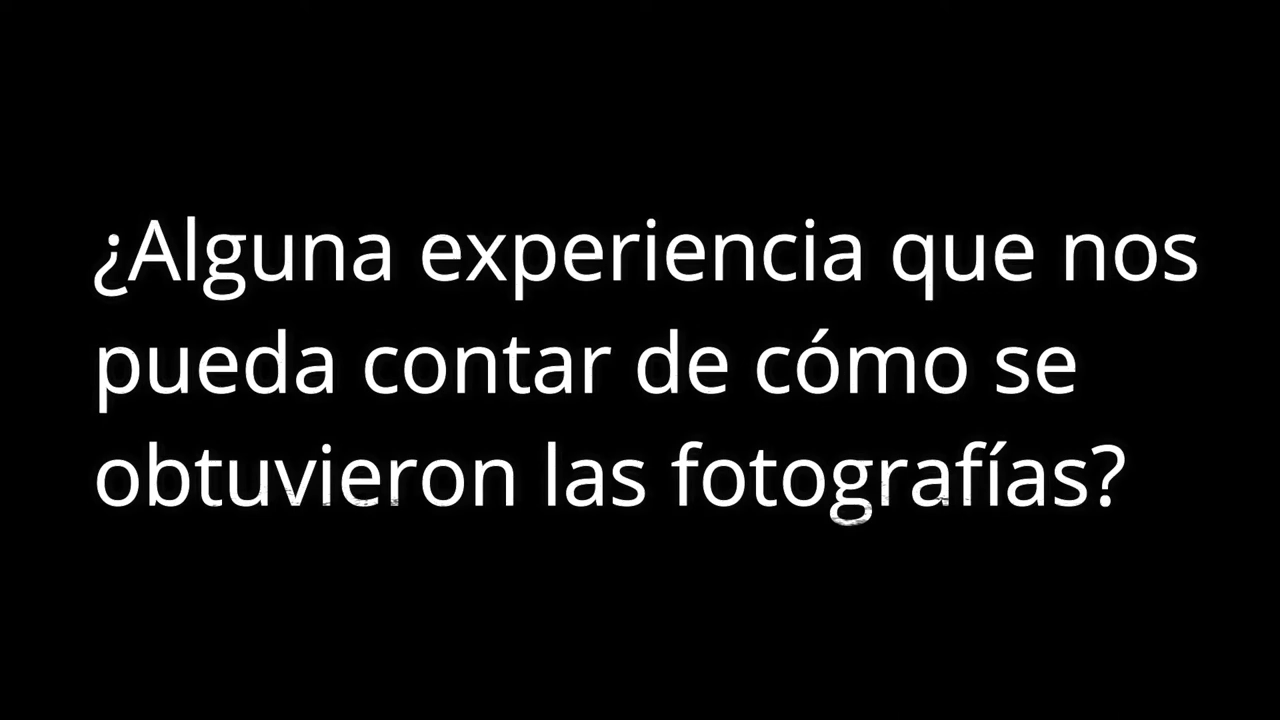 ¿Alguna experiencia que nos
pueda contar de cómo se
obtuvieron las fotografías?